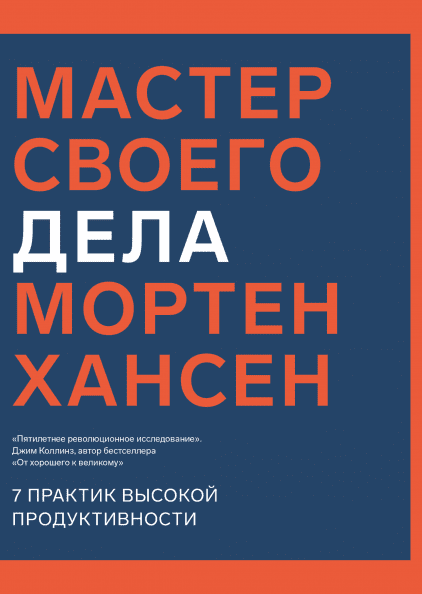 МАСТЕР
СВОЕГО
ДЕЛА
МОРТЕН
ХАНСЕН
«Пятилетнее революционное исследование».
Джим Коллинз, автор бестселлера
«От хорошего к великому»
7 ПРАКТИК ВЫСОКОЙ
ПРОДУКТИВНОСТИ